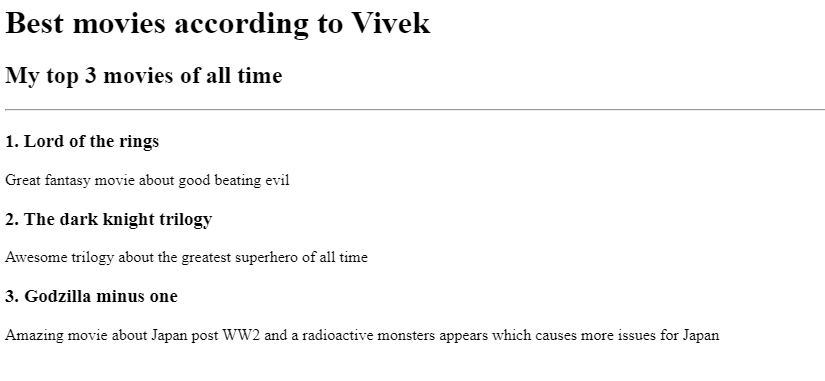 Best movies according to Vivek
My top 3 movies of all time
1. Lord of the rings
Great fantasy movie about good beating evil
2. The dark knight trilogy
Awesome trilogy about the greatest superhero of all time
3. Godzilla minus one
Amazing movie about Japan post WW2 and a radioactive monsters appears which causes more issues for Japan